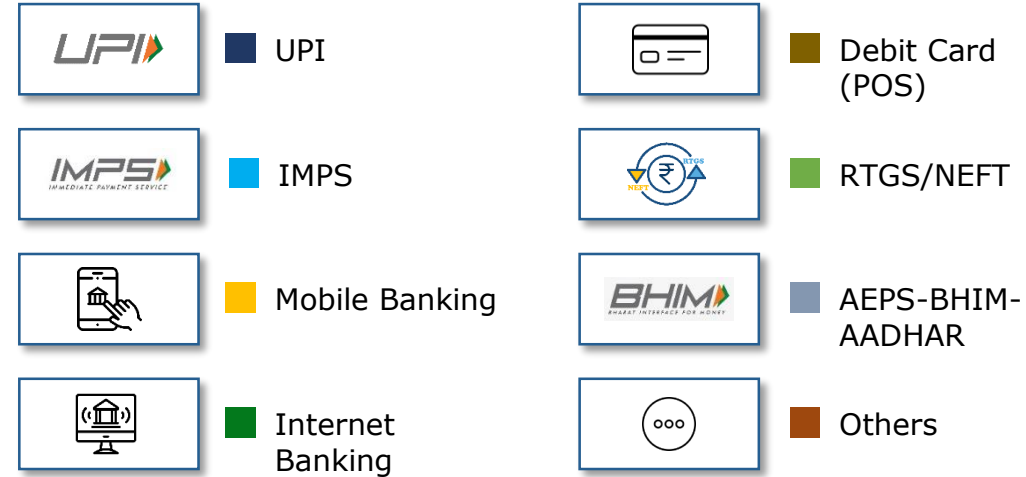 UPI
UPI
Debit Card
(POS)
IMPS
IMMEDIATE PAYMENT SERVICE
IMPS
NEFT
₹
RTGS
RTGS/NEFT
Mobile Banking
BHIM
BHARAT INTERFACE FOR MONEY
AEPS-BHIM-
AADHAR
Internet
Banking
Others